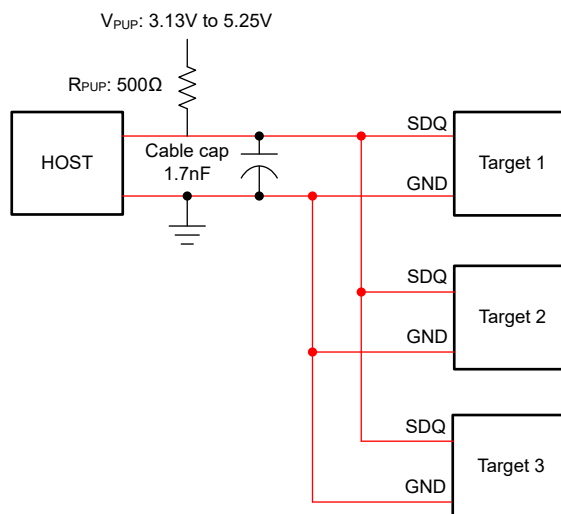 VPUP: 3.13V to 5.25V
RPUP: 500Ω
HOST
Cable cap
1.7nF
SDQ
GND
Target 1
SDQ
GND
Target 2
SDQ
GND
Target 3